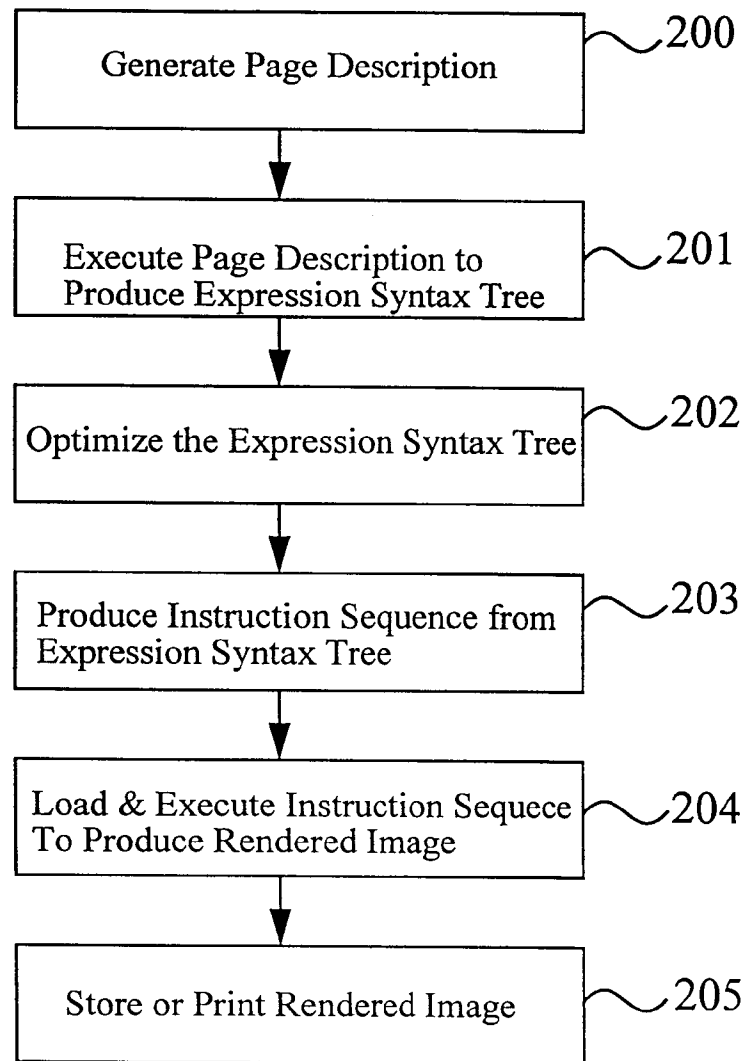 Generate Page Description
200
Execute Page Description to
Produce Expression Syntax Tree
201
Optimize the Expression Syntax Tree
202
Produce Instruction Sequence from
Expression Syntax Tree
203
Load & Execute Instruction Sequece
To Produce Rendered Image
204
Store or Print Rendered Image
205